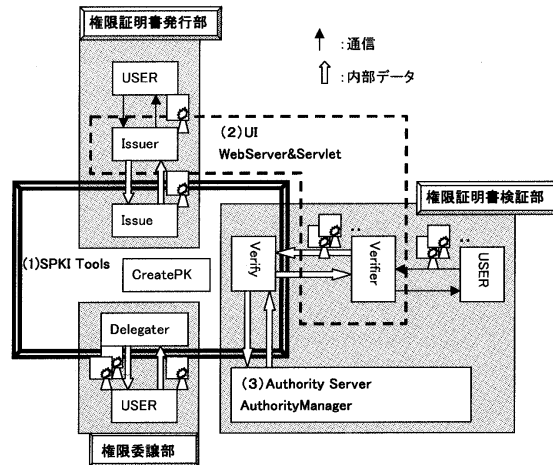 権限証明書発行部
USER
:通信
:内部データ
Issuer
(2)UI
WebServer&Servlet
権限証明書検証部
Issue
(1)SPKI Tools
CreatePK
Verify
Verifier
USER
Delegater
(3)Authority Server
AuthorityManager
USER
権限委譲部